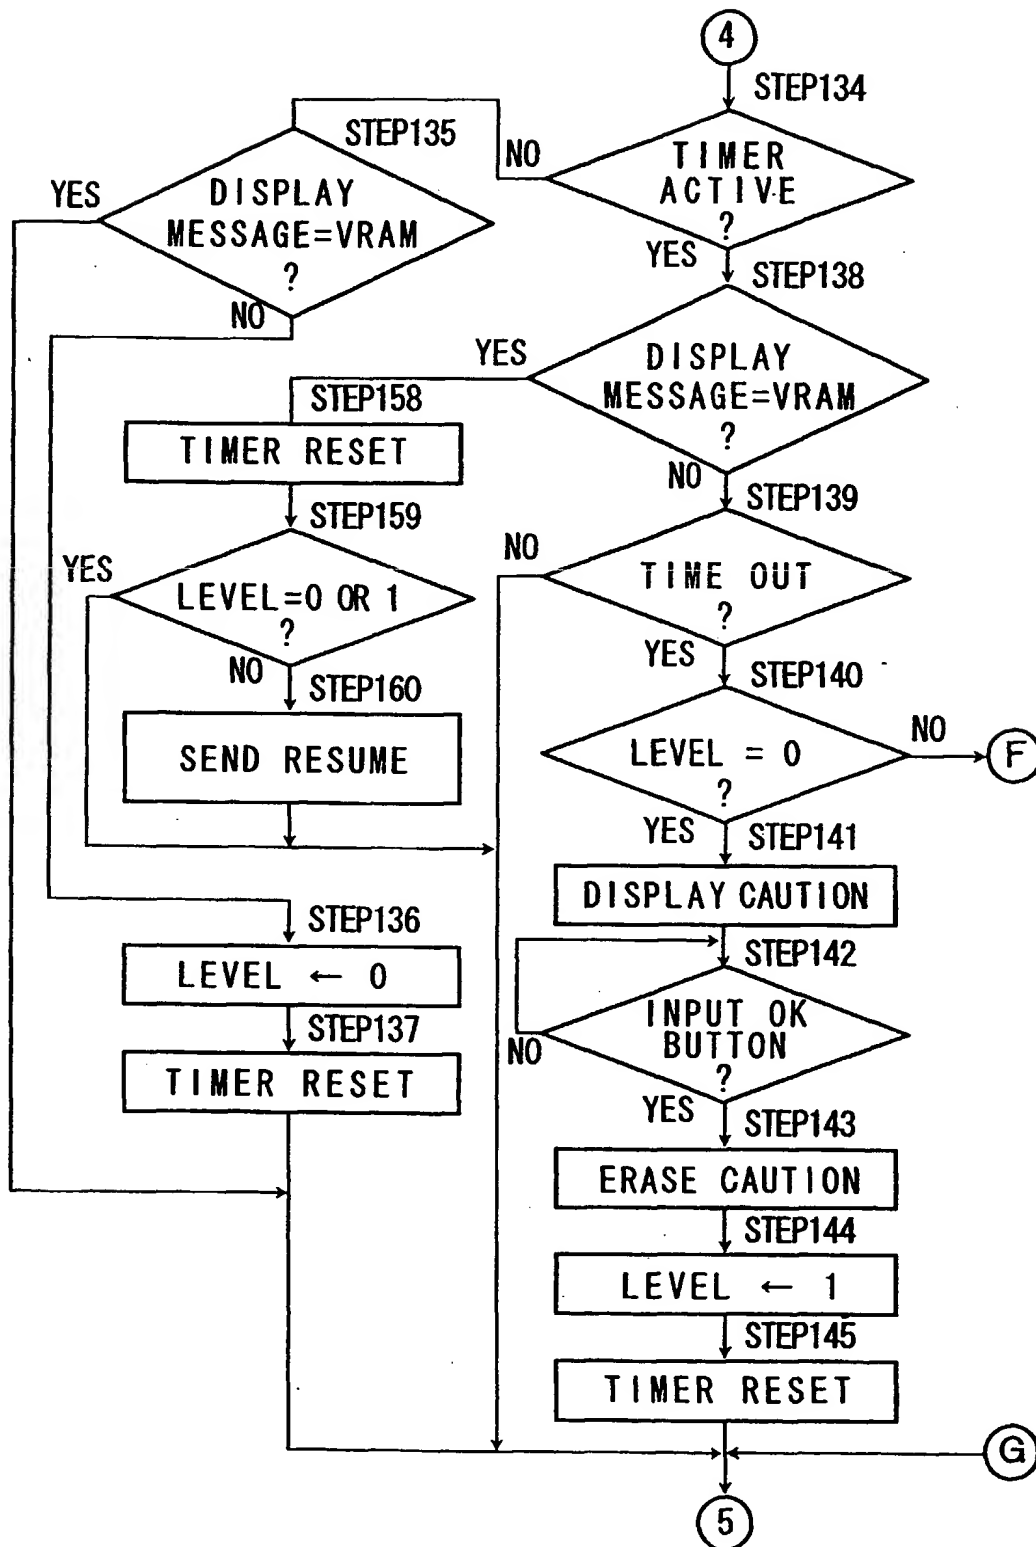 4
STEP134
TIMER
ACTIVE
?
NO
YES
STEP135
DISPLAY
MESSAGE=VRAM
?
YES
NO
STEP138
DISPLAY
MESSAGE=VRAM
?
YES
NO
STEP158
TIMER RESET
STEP159
LEVEL=0 OR 1
?
YES
NO
STEP160
SEND RESUME
STEP139
TIME OUT
?
NO
YES
STEP140
LEVEL = 0
?
NO
F
YES
STEP141
DISPLAY CAUTION
STEP142
INPUT OK
BUTTON
?
NO
YES
STEP136
LEVEL ← 0
STEP137
TIMER RESET
STEP143
ERASE CAUTION
STEP144
LEVEL ← 1
STEP145
TIMER RESET
G
5